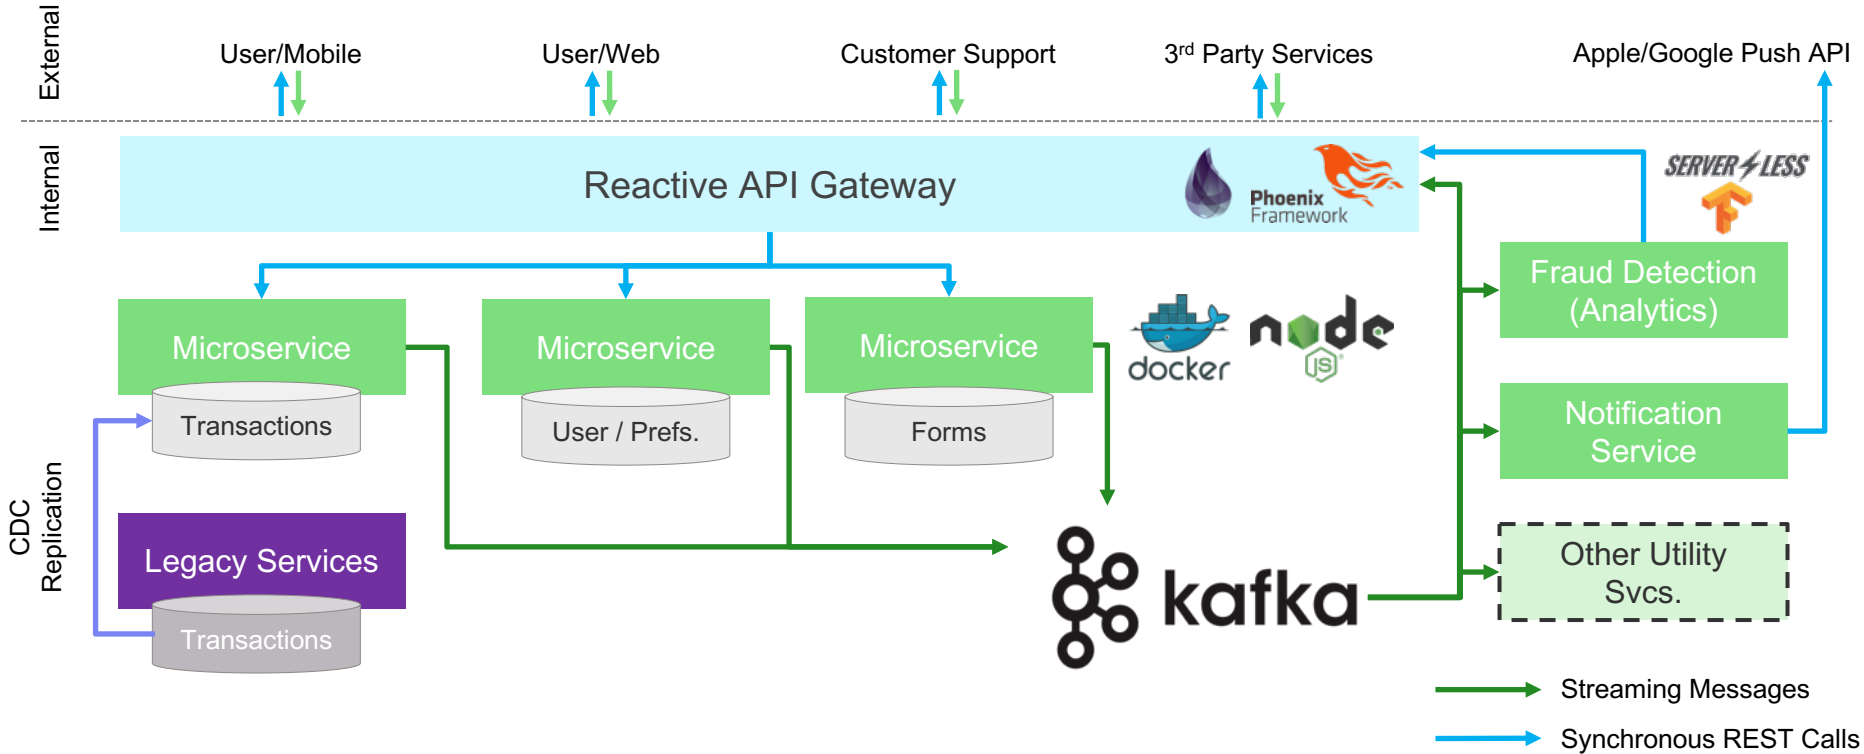 External
User/Mobile
User/Web
Customer Support
3rd Party Services
Apple/Google Push API
Internal
Reactive API Gateway
Phoenix
Framework
SERVER LESS
Fraud Detection
(Analytics)
Microservice
Microservice
Microservice
docker
node
JS
Transactions
User / Prefs.
Forms
Notification
Service
CDC
Replication
Legacy Services
Transactions
kafka
Other Utility
Svcs.
Streaming Messages
Synchronous REST Calls